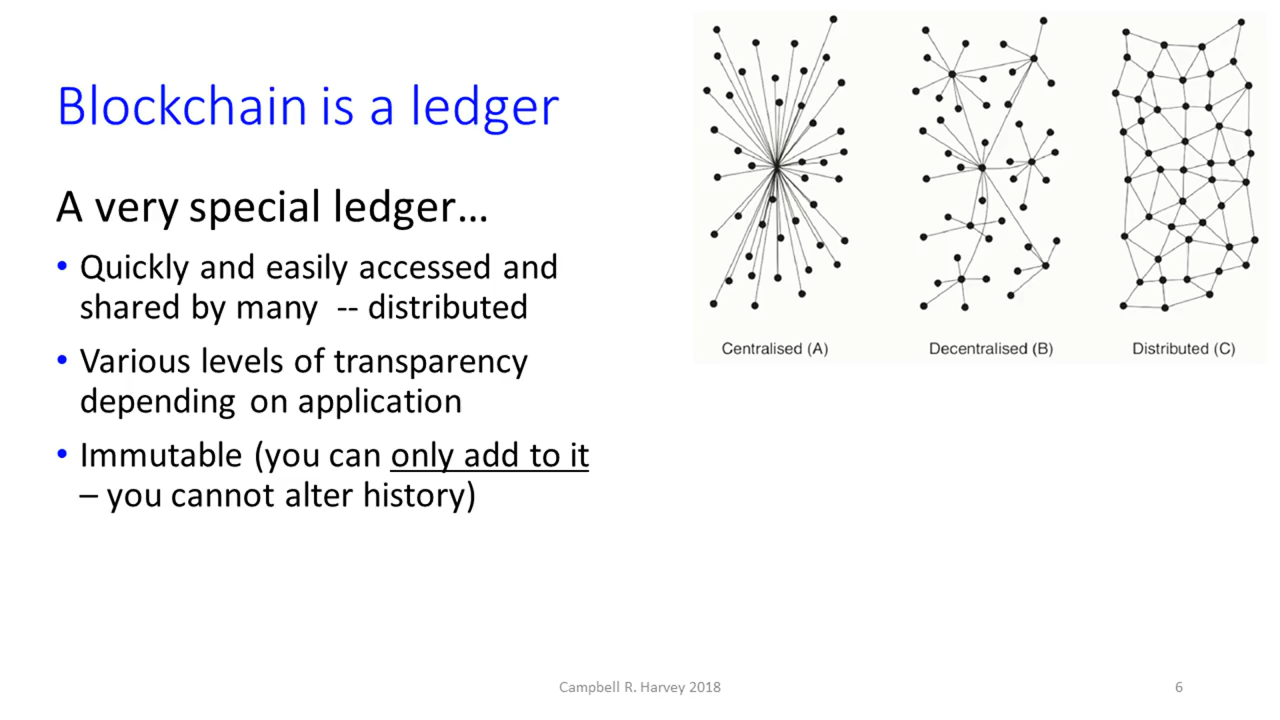 Blockchain is a ledger
A very special ledger…
• Quickly and easily accessed and
shared by many -- distributed
• Various levels of transparency
depending on application
• Immutable (you can only add to it
– you cannot alter history)
Centralised (A)
Decentralised (B)
Distributed (C)
Campbell R. Harvey 2018
6